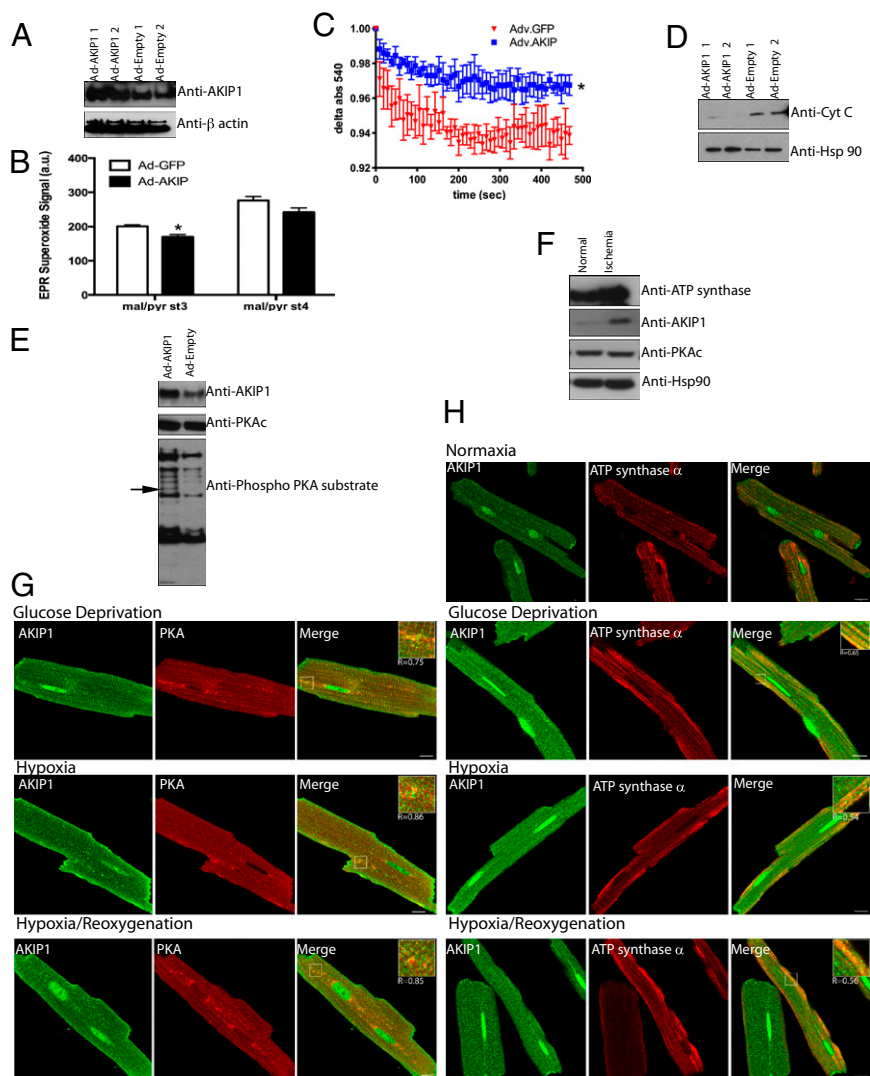 A
Ad-AKIP1 1
Ad-AKIP1 2
Ad-Empty 1
Ad-Empty 2
Anti-AKIP1
Anti-β actin
B
EPR Superoxide Signal (a.u.)
400
300
200
100
0
Ad-GFP
Ad-AKIP
*
mal/pyr st3
mal/pyr st4
C
delta abs 540
1.00
0.98
0.96
0.94
0.92
Adv.GFP
Adv.AKIP
*
0 100 200 300 400 500
time (sec)
D
Ad-AKIP1 1
Ad-AKIP1 2
Ad-Empty 1
Ad-Empty 2
Anti-Cyt C
Anti-Hsp 90
E
Ad-AKIP1
Ad-Empty
Anti-AKIP1
Anti-PKAc
Anti-Phospho PKA substrate
F
Normal
Ischemia
Anti-ATP synthase
Anti-AKIP1
Anti-PKAc
Anti-Hsp90
G
Glucose Deprivation
AKIP1
PKA
Merge
R=0.75
Hypoxia
AKIP1
PKA
Merge
R=0.86
Hypoxia/Reoxygenation
AKIP1
PKA
Merge
R=0.85
H
Normaxia
AKIP1
ATP synthase α
Merge
Glucose Deprivation
AKIP1
ATP synthase α
Merge
R=0.65
Hypoxia
AKIP1
ATP synthase α
Merge
R=0.54
Hypoxia/Reoxygenation
AKIP1
ATP synthase α
Merge
R=0.56